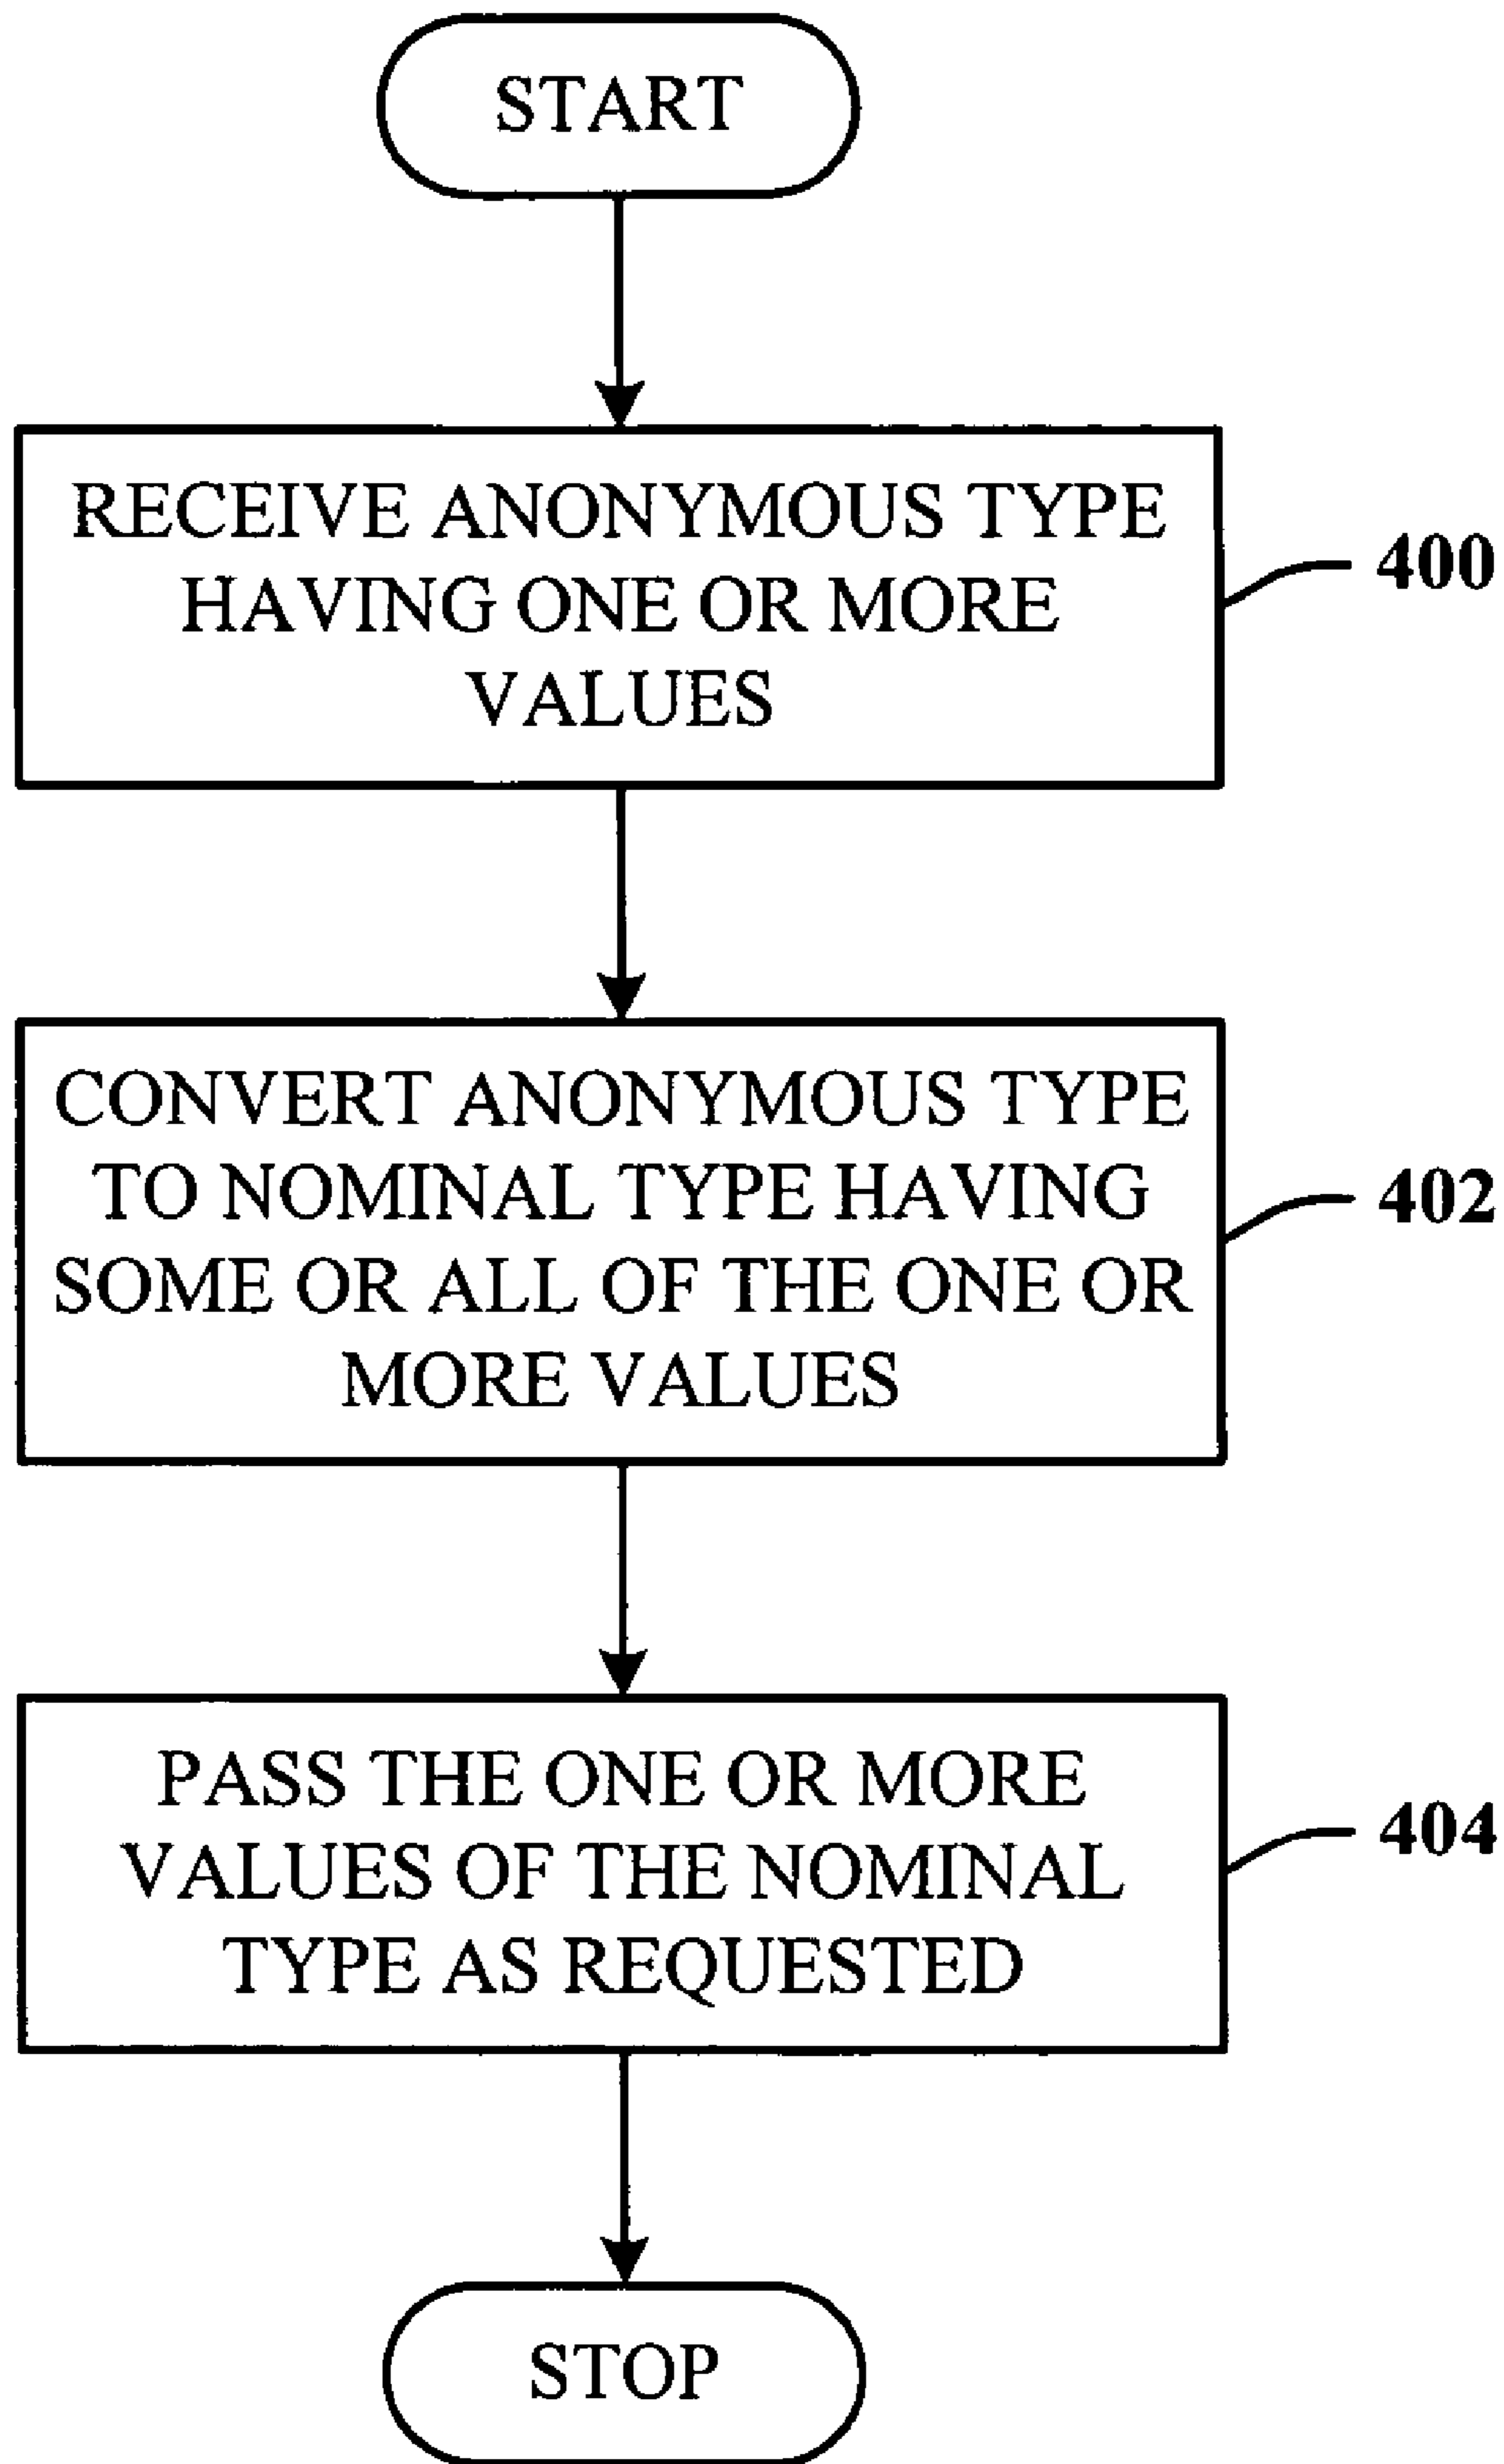 START
RECEIVE ANONYMOUS TYPE
HAVING ONE OR MORE
VALUES
400
CONVERT ANONYMOUS TYPE
TO NOMINAL TYPE HAVING
SOME OR ALL OF THE ONE OR
MORE VALUES
402
PASS THE ONE OR MORE
VALUES OF THE NOMINAL
TYPE AS REQUESTED
404
STOP